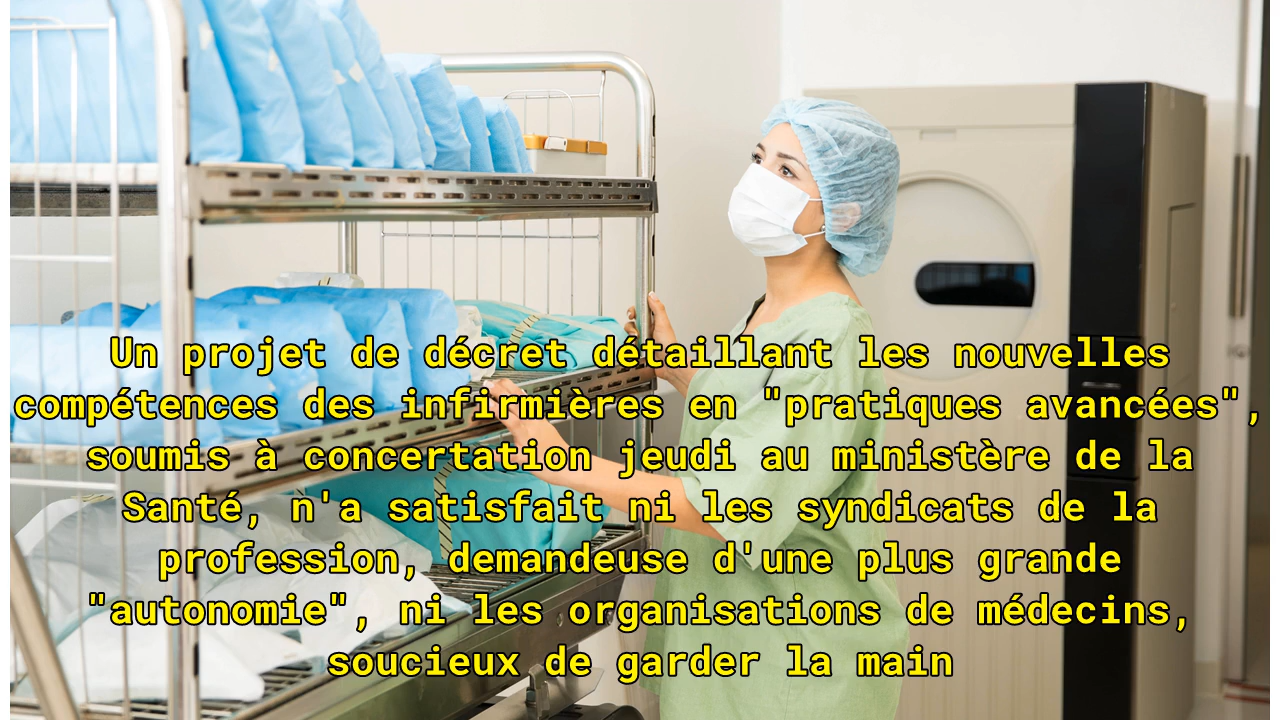 Un projet de décret détaillant les nouvelles
compétences des infirmières en "pratiques avancées",
soumis à concertation jeudi au ministère de la
Santé, n'a satisfait ni les syndicats de la
profession, demandeuse d'une plus grande
"autonomie", ni les organisations de médecins,
soucieux de garder la main